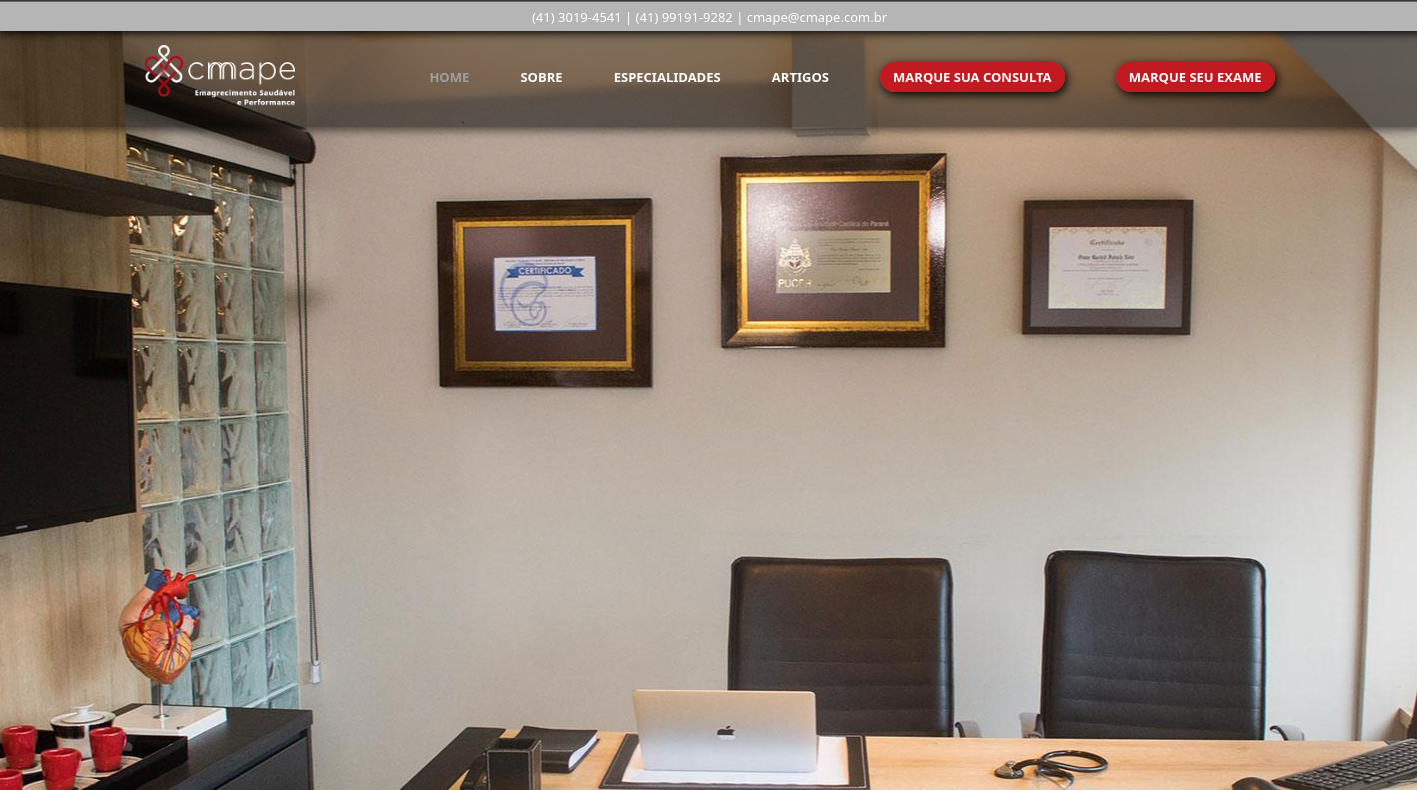 (41) 3019-4541 | (41) 99191-9282 | cmape@cmape.com.br
cmape
Emagrecimento Saudável
e Performance
HOME
SOBRE
ESPECIALIDADES
ARTIGOS
MARQUE SUA CONSULTA
MARQUE SEU EXAME
CERTIFICADO
Certificado